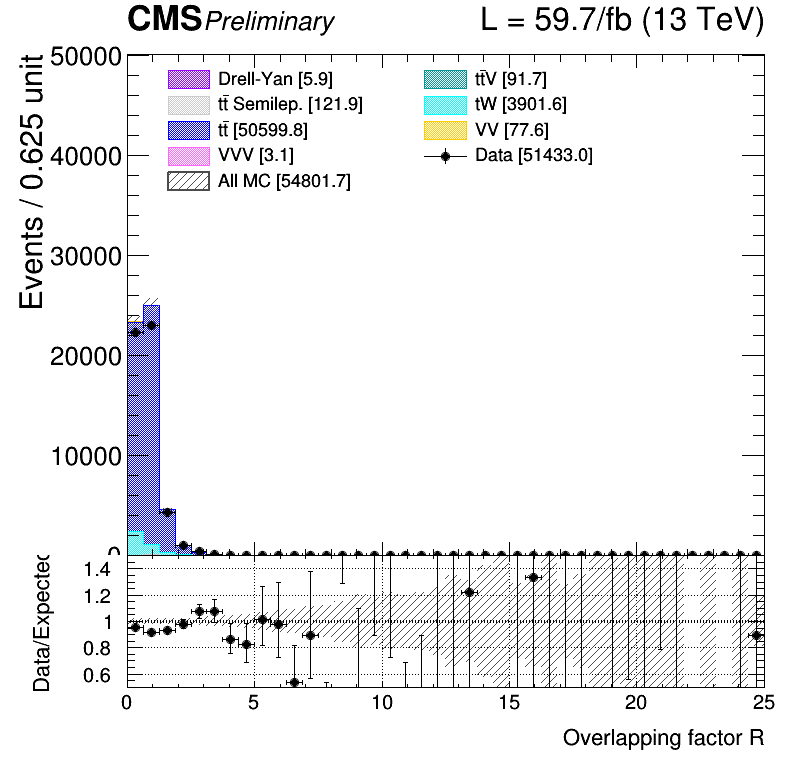 CMS Preliminary L = 59.7/fb (13 TeV)
Events / 0.625 unit
50000
40000
30000
20000
10000
0
Drell-Yan [5.9]
tt̄ Semilep. [121.9]
tt̄ [50599.8]
VVV [3.1]
All MC [54801.7]
tt̄V [91.7]
tW [3901.6]
VV [77.6]
Data [51433.0]
Data/Expected
1.4
1.2
1
0.8
0.6
0 5 10 15 20 25
Overlapping factor R